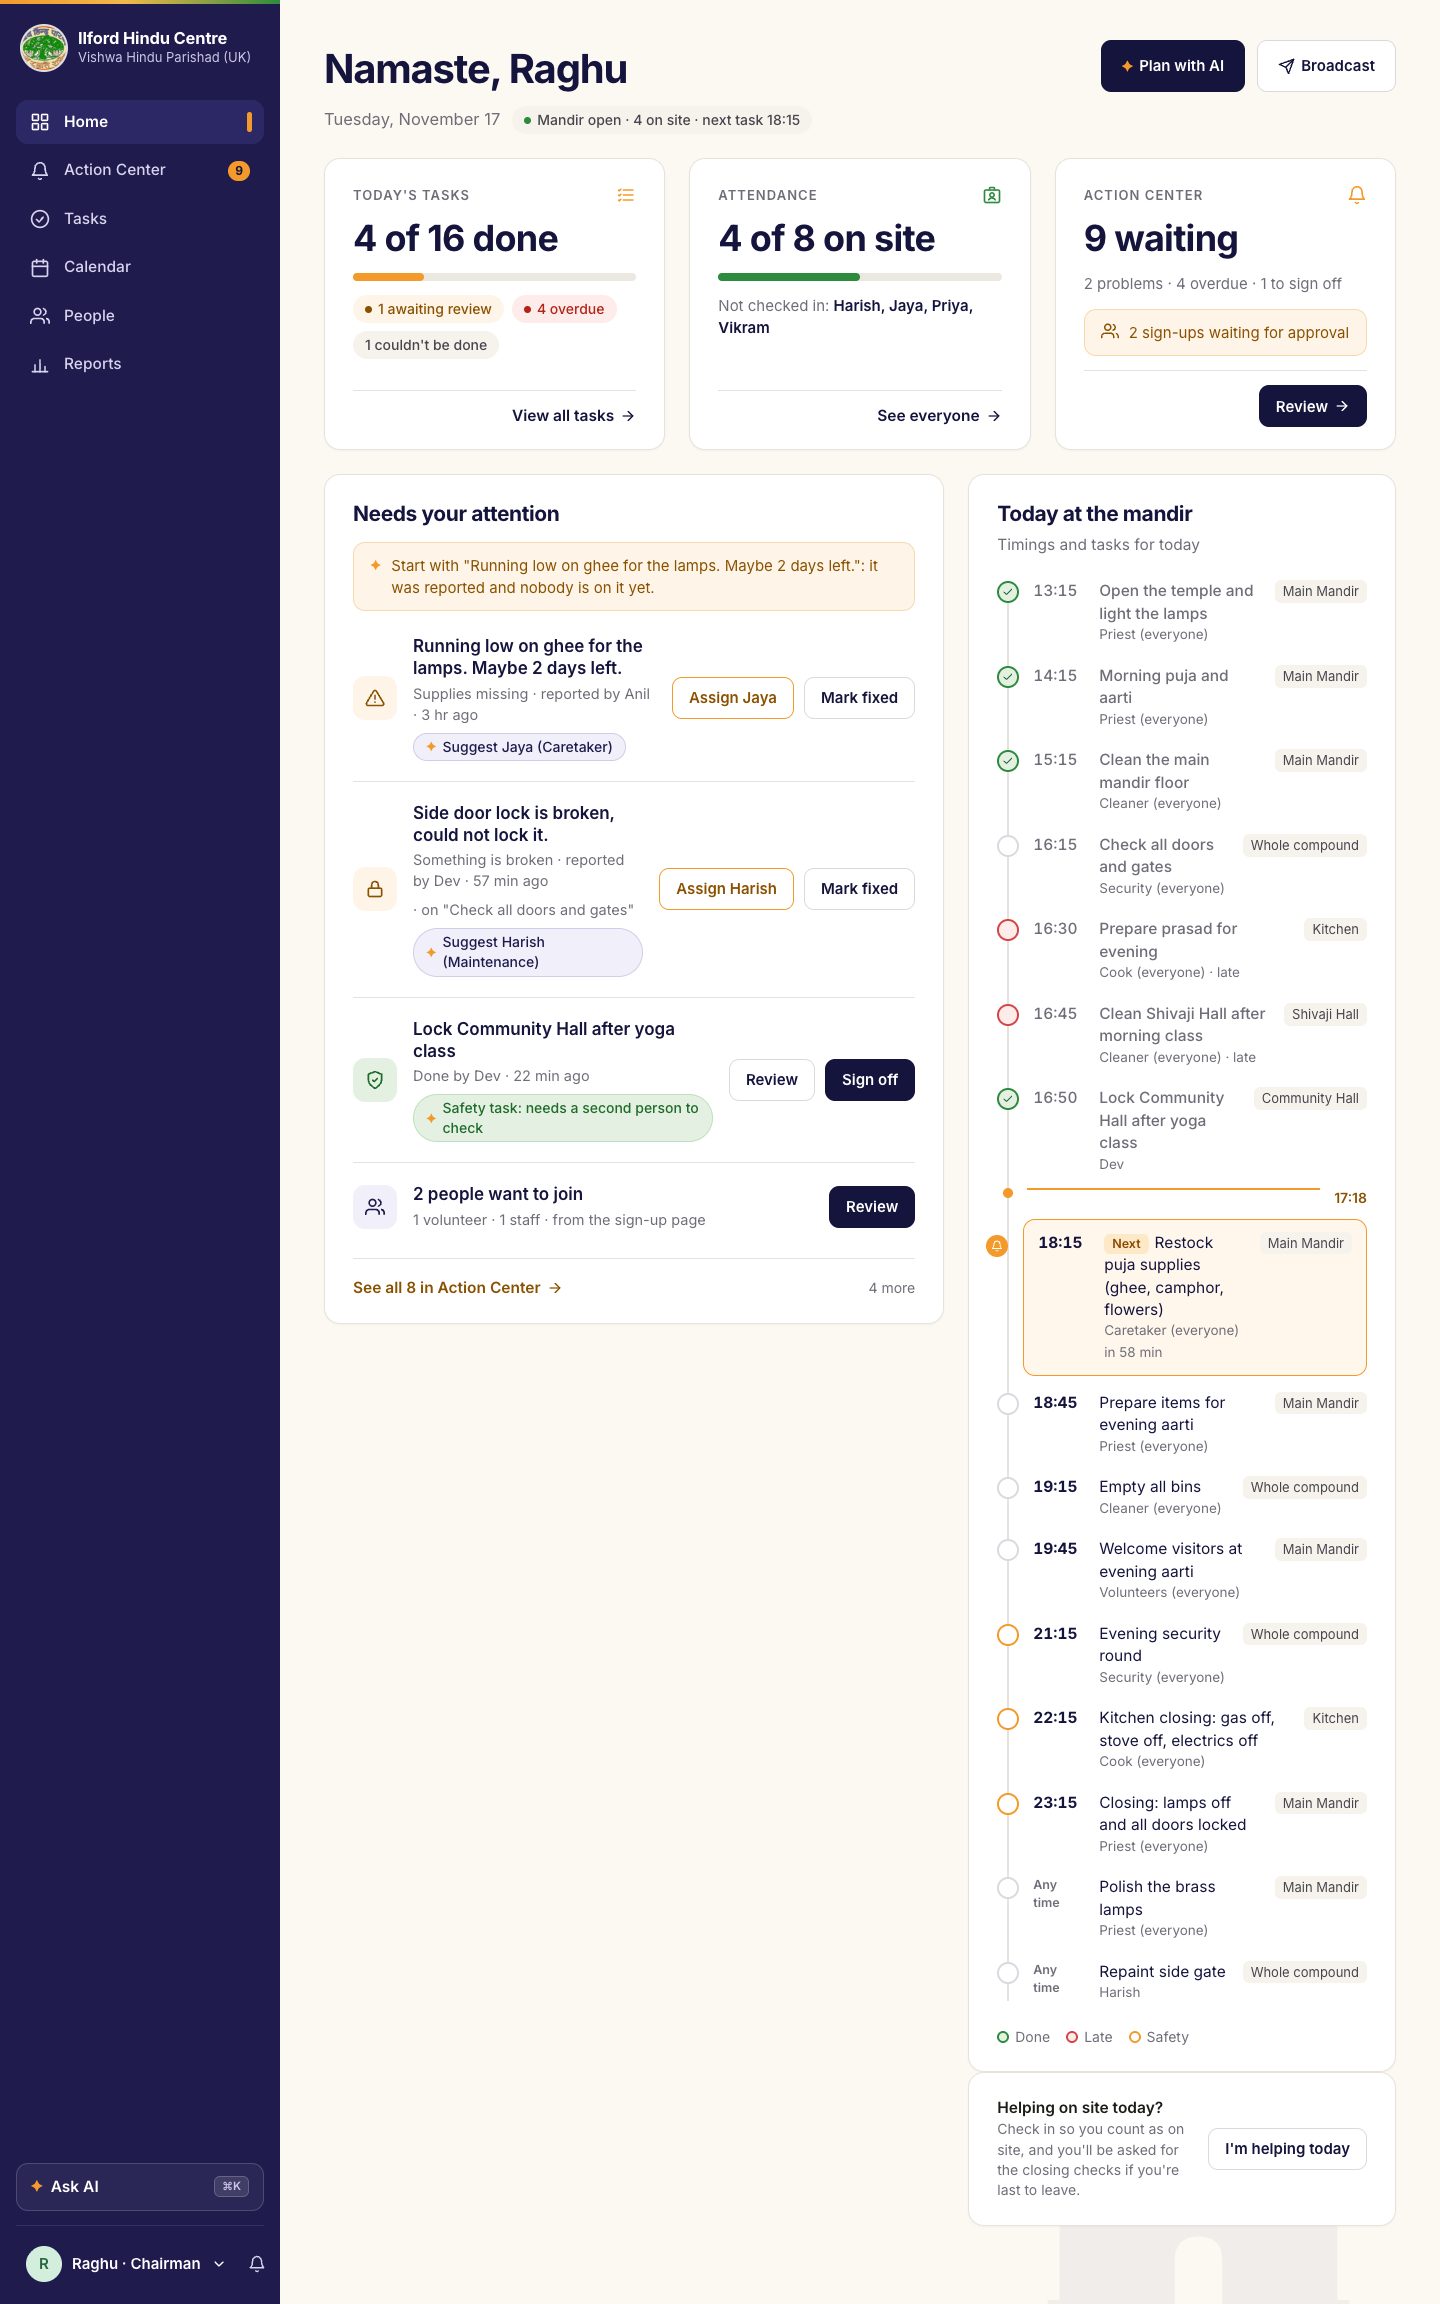 Ilford Hindu Centre
Vishwa Hindu Parishad (UK)
Home
Action Center 9
Tasks
Calendar
People
Reports
Ask AI ⌘K
R Raghu · Chairman
Namaste, Raghu
Tuesday, November 17 Mandir open · 4 on site · next task 18:15
Plan with AI
Broadcast
TODAY'S TASKS
4 of 16 done
1 awaiting review 4 overdue
1 couldn't be done
View all tasks →
ATTENDANCE
4 of 8 on site
Not checked in: Harish, Jaya, Priya,
Vikram
See everyone →
ACTION CENTER
9 waiting
2 problems · 4 overdue · 1 to sign off
2 sign-ups waiting for approval
Review →
Needs your attention
Start with "Running low on ghee for the lamps. Maybe 2 days left.": it
was reported and nobody is on it yet.
Running low on ghee for the
lamps. Maybe 2 days left.
Supplies missing · reported by Anil
· 3 hr ago
Suggest Jaya (Caretaker)
Assign Jaya
Mark fixed
Side door lock is broken,
could not lock it.
Something is broken · reported
by Dev · 57 min ago
· on "Check all doors and gates"
Suggest Harish
(Maintenance)
Assign Harish
Mark fixed
Lock Community Hall after yoga
class
Done by Dev · 22 min ago
Safety task: needs a second person to
check
Review
Sign off
2 people want to join
1 volunteer · 1 staff · from the sign-up page
Review
See all 8 in Action Center → 4 more
Today at the mandir
Timings and tasks for today
13:15 Open the temple and Main Mandir
light the lamps
Priest (everyone)
14:15 Morning puja and Main Mandir
aarti
Priest (everyone)
15:15 Clean the main Main Mandir
mandir floor
Cleaner (everyone)
16:15 Check all doors Whole compound
and gates
Security (everyone)
16:30 Prepare prasad for Kitchen
evening
Cook (everyone) · late
16:45 Clean Shivaji Hall after Shivaji Hall
morning class
Cleaner (everyone) · late
16:50 Lock Community Community Hall
Hall after yoga
class
Dev
17:18
18:15 Next Restock Main Mandir
puja supplies
(ghee, camphor,
flowers)
Caretaker (everyone)
in 58 min
18:45 Prepare items for Main Mandir
evening aarti
Priest (everyone)
19:15 Empty all bins Whole compound
Cleaner (everyone)
19:45 Welcome visitors at Main Mandir
evening aarti
Volunteers (everyone)
21:15 Evening security Whole compound
round
Security (everyone)
22:15 Kitchen closing: gas off, Kitchen
stove off, electrics off
Cook (everyone)
23:15 Closing: lamps off Main Mandir
and all doors locked
Priest (everyone)
Any time Polish the brass Main Mandir
lamps
Priest (everyone)
Any time Repaint side gate Whole compound
Harish
Done Late Safety
Helping on site today?
Check in so you count as on
site, and you'll be asked for
the closing checks if you're
last to leave.
I'm helping today